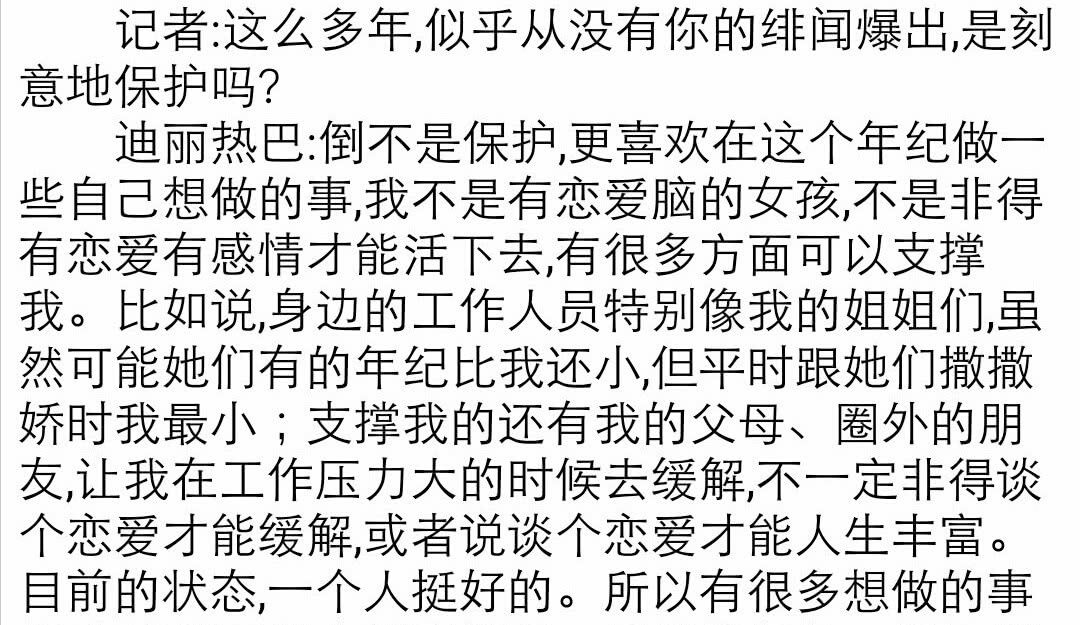 记者:这么多年,似乎从没有你的绯闻爆出,是刻
意地保护吗?
迪丽热巴:倒不是保护,更喜欢在这个年纪做一
些自己想做的事,我不是有恋爱脑的女孩,不是非得
有恋爱有感情才能活下去,有很多方面可以支撑
我。比如说,身边的工作人员特别像我的姐姐们,虽
然可能她们有的年纪比我还小,但平时跟她们撒撒
娇时我最小；支撑我的还有我的父母、圈外的朋
友,让我在工作压力大的时候去缓解,不一定非得谈
个恋爱才能缓解,或者说谈个恋爱才能人生丰富。
目前的状态,一个人挺好的。所以有很多想做的事